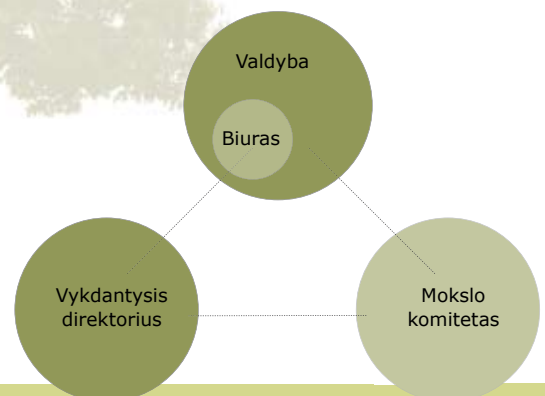 Valdyba
Biuras
Vykdantysis
direktorius
Mokslo
komitetas